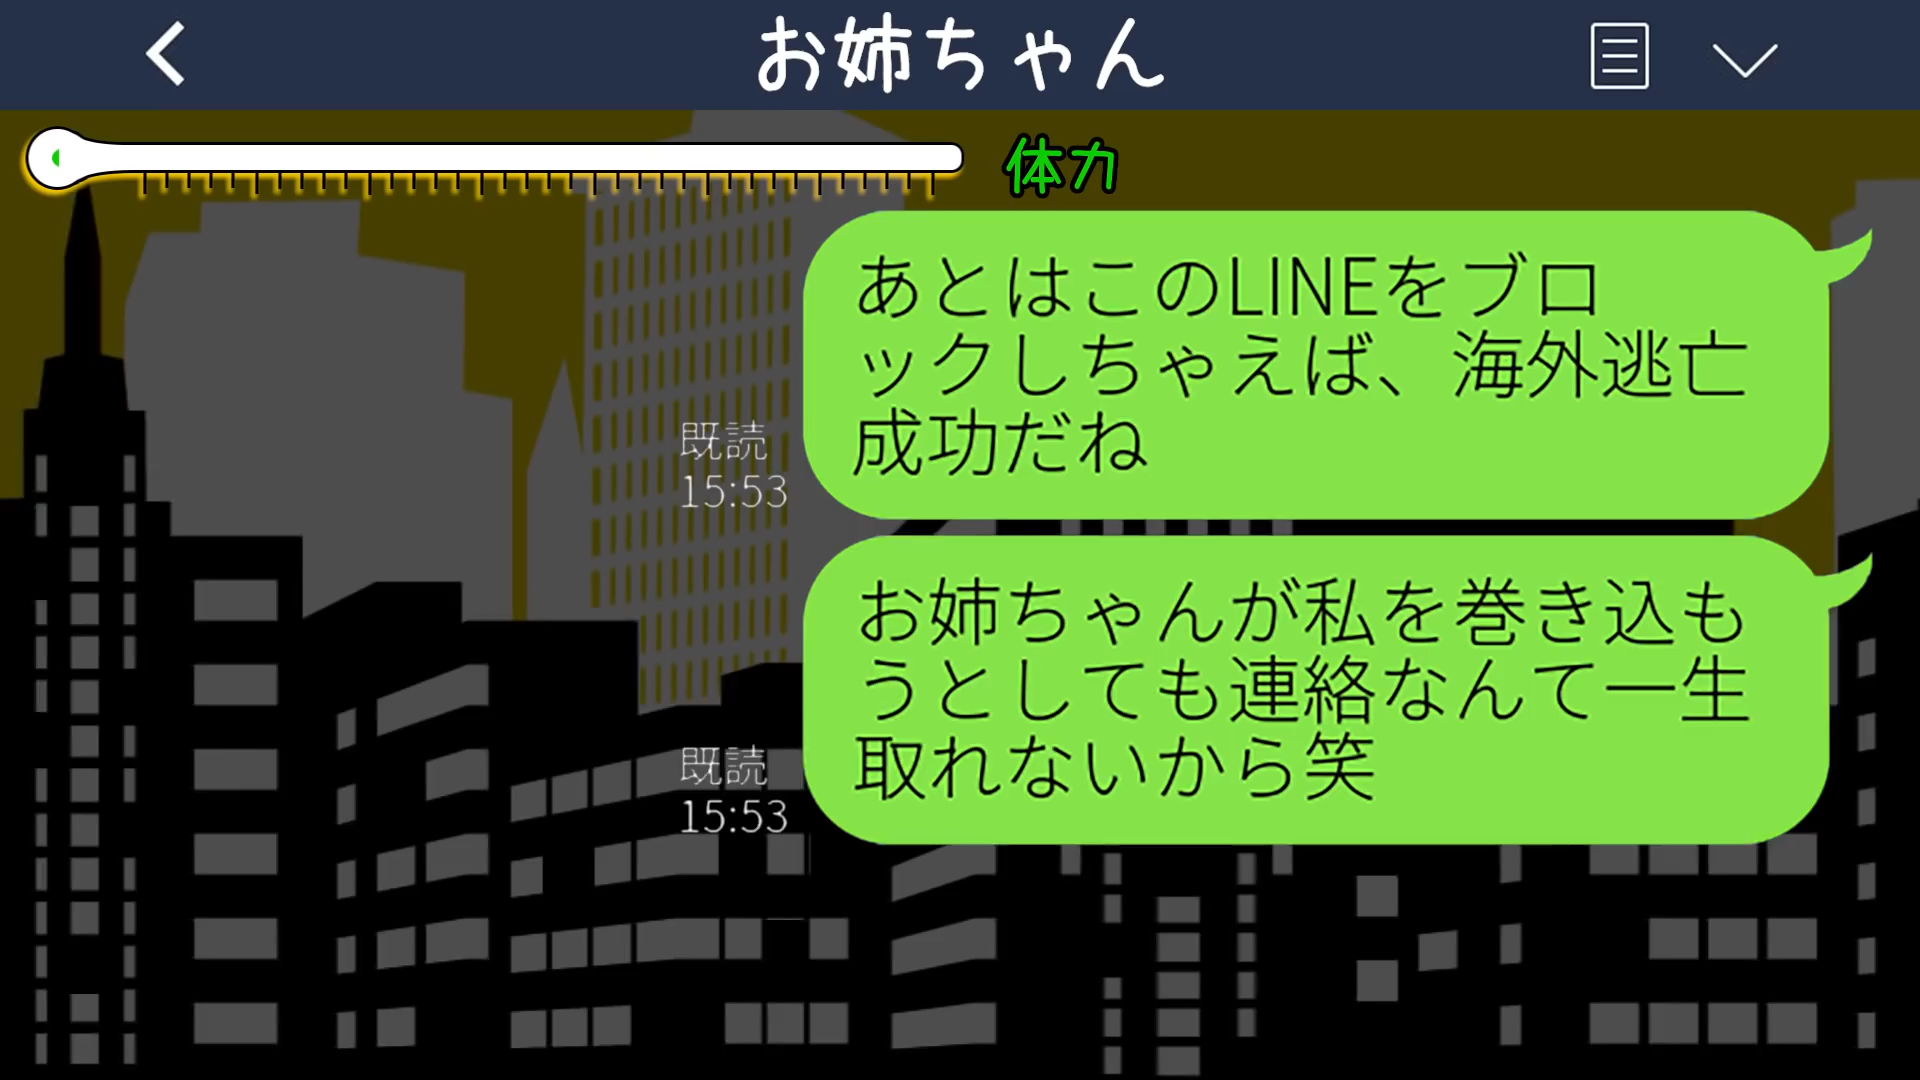 お姉ちゃん
体力
あとはこのLINEをブロ
ックしちゃえば、海外逃亡
成功だね
既読
15:53
お姉ちゃんが私を巻き込も
うとしても連絡なんて一生
取れないから笑
既読
15:53